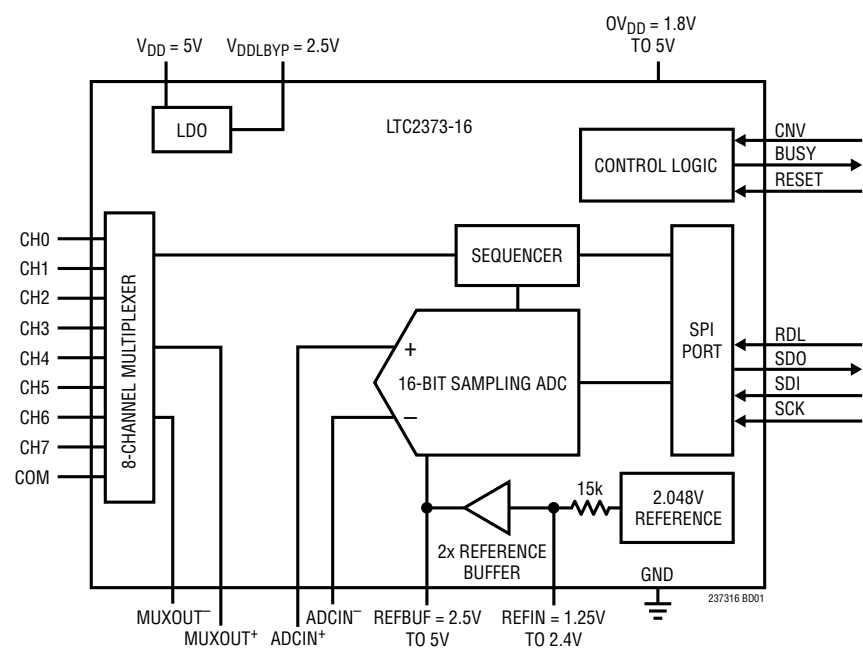 V_DD = 5V
V_DDLBYP = 2.5V
OV_DD = 1.8V
TO 5V
LDO
LTC2373-16
CONTROL LOGIC
CNV
BUSY
RESET
CH0
CH1
CH2
CH3
CH4
CH5
CH6
CH7
COM
8-CHANNEL MULTIPLEXER
SEQUENCER
+
16-BIT SAMPLING ADC
–
SPI
PORT
RDL
SDO
SDI
SCK
15k
2.048V
REFERENCE
2x REFERENCE
BUFFER
GND
237316 BD01
MUXOUT⁻
MUXOUT⁺
ADCIN⁺
ADCIN⁻
REFBUF = 2.5V
TO 5V
REFIN = 1.25V
TO 2.4V